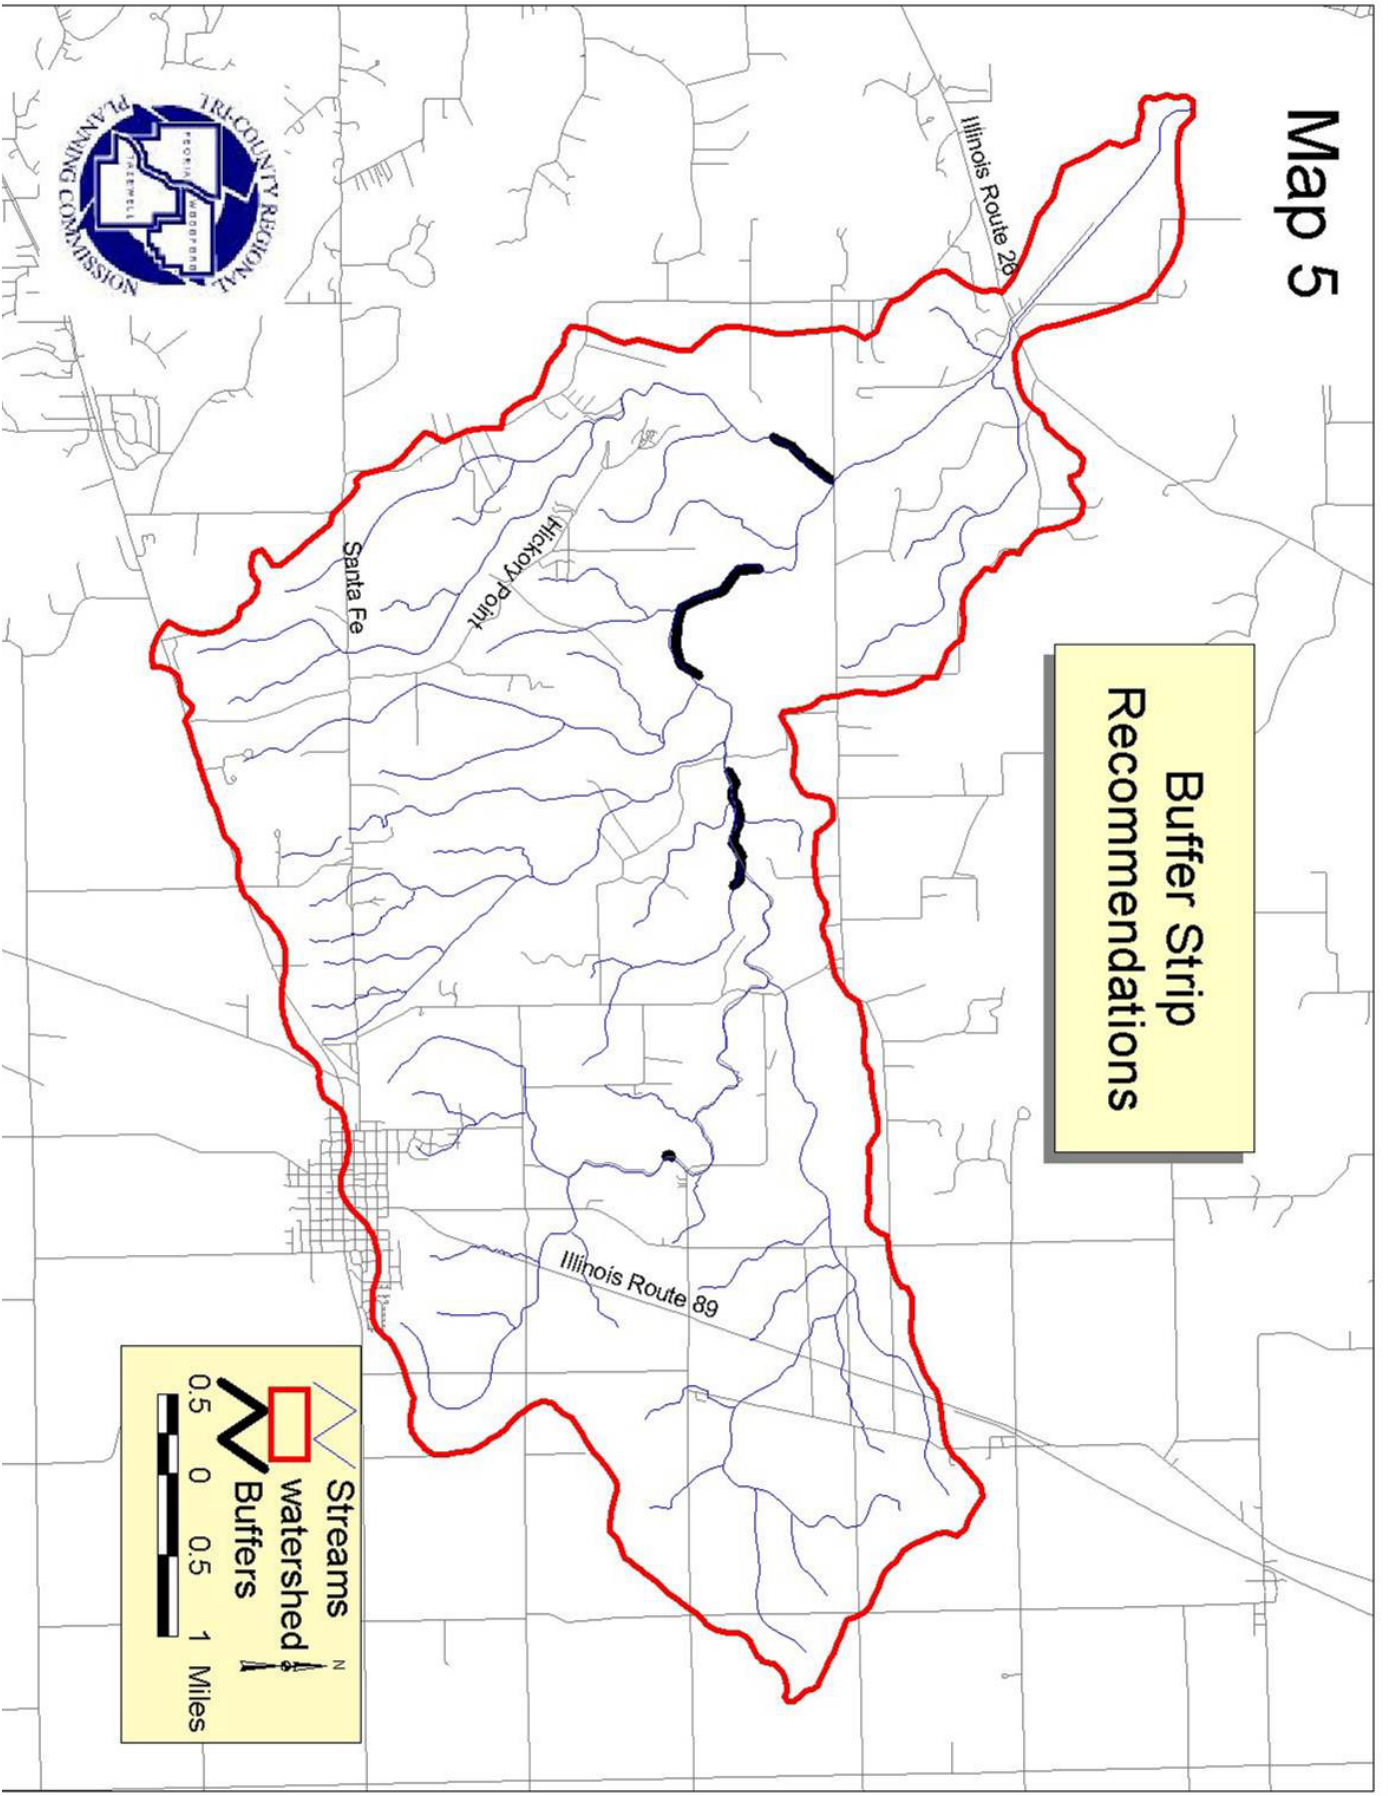 Map 5
Buffer Strip
Recommendations
Illinois Route 26
Hickory Point
Santa Fe
Illinois Route 89
TRI-COUNTY REGIONAL
PLANNING COMMISSION
PEORIA
WOODFORD
TAZEWELL
Streams
watershed
Buffers
N
0.5 0 0.5 1 Miles